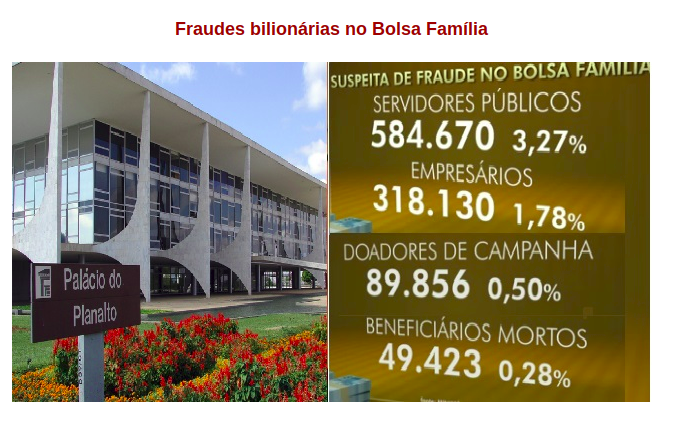 Fraudes bilionárias no Bolsa Família
Palácio do
Planalto
SUSPEITA DE FRAUDE NO BOLSA FAMÍLIA
SERVIDORES PÚBLICOS
584.670 3,27%
EMPRESÁRIOS
318.130 1,78%
DOADORES DE CAMPANHA
89.856 0,50%
BENEFICIÁRIOS MORTOS
49.423 0,28%